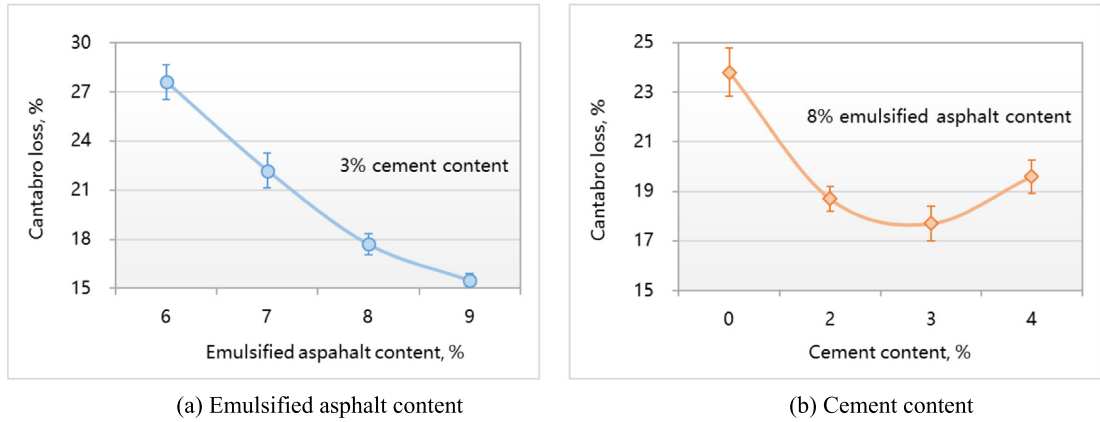 30
27
24
21
18
15
Cantabro loss, %
3% cement content
6 7 8 9
Emulsified aspahalt content, %
(a) Emulsified asphalt content
25
23
21
19
17
15
Cantabro loss, %
8% emulsified asphalt content
0 2 3 4
Cement content, %
(b) Cement content